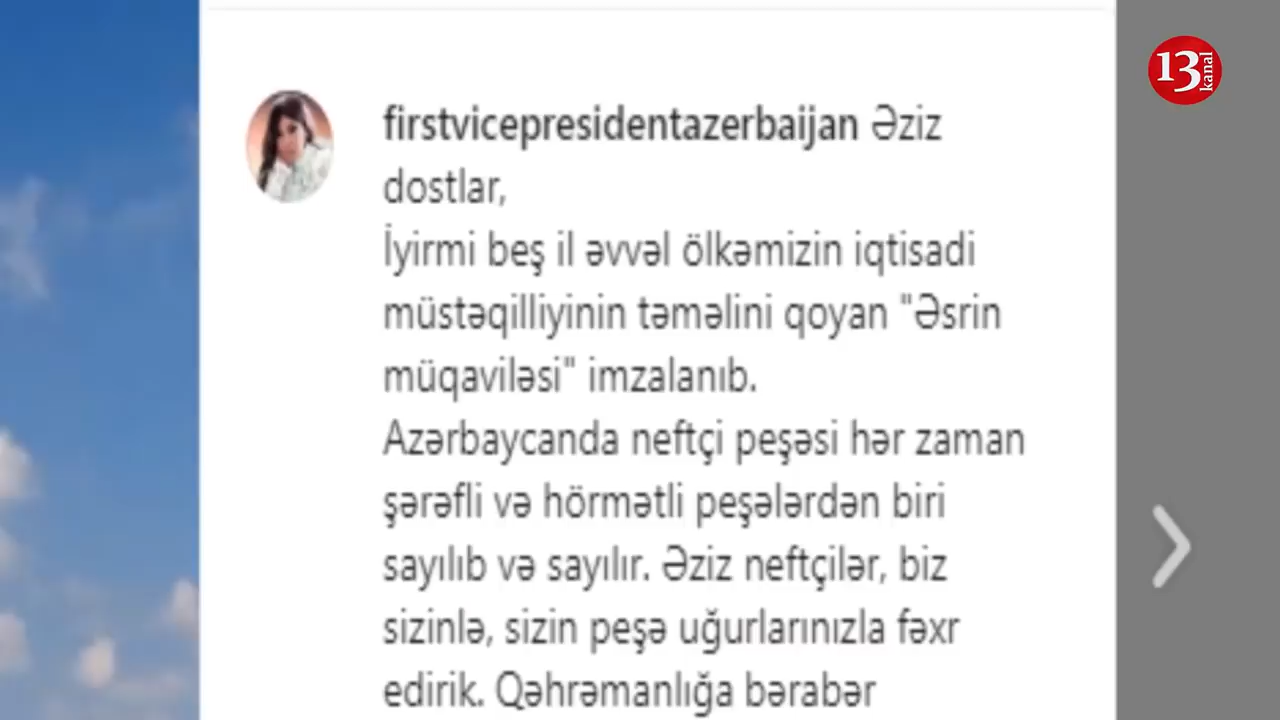 13 kanal
firstvicepresidentazerbaijan Əziz
dostlar,
İyirmi beş il əvvəl ölkəmizin iqtisadi
müstəqilliyinin təməlini qoyan "Əsrin
müqaviləsi" imzalanıb.
Azərbaycanda neftçi peşəsi hər zaman
şərəfli və hörmətli peşələrdən biri
sayılıb və sayılır. Əziz neftçilər, biz
sizinlə, sizin peşə uğurlarınızla fəxr
edirik. Qəhrəmanlığa bərabər